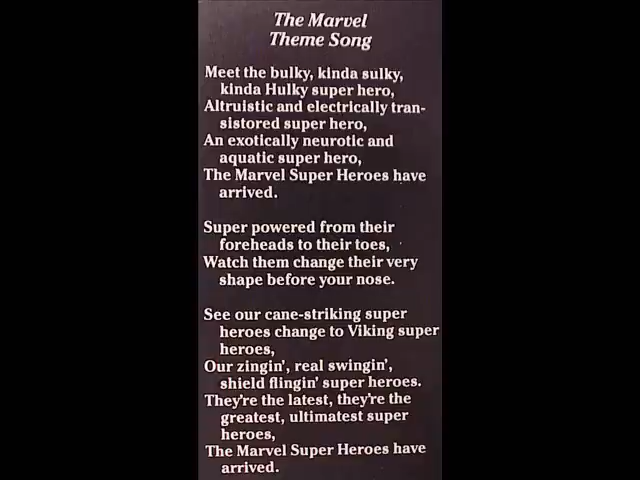 The Marvel
Theme Song
Meet the bulky, kinda sulky,
kinda Hulky super hero,
Altruistic and electrically tran-
sistored super hero,
An exotically neurotic and
aquatic super hero,
The Marvel Super Heroes have
arrived.
Super powered from their
foreheads to their toes,
Watch them change their very
shape before your nose.
See our cane-striking super
heroes change to Viking super
heroes,
Our zingin', real swingin',
shield flingin' super heroes.
They're the latest, they're the
greatest, ultimatest super
heroes,
The Marvel Super Heroes have
arrived.